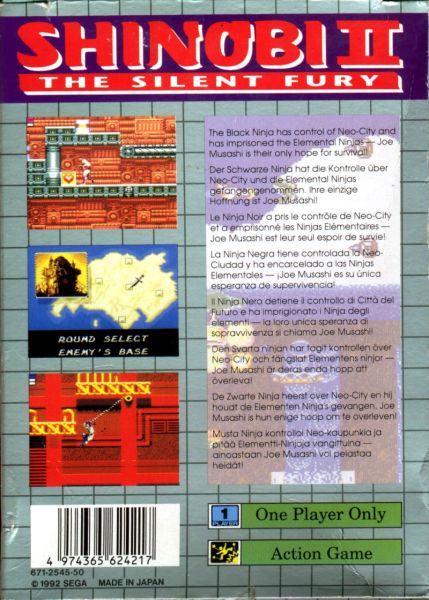 SHINOBI II
THE SILENT FURY
The Black Ninja has control of Neo-City and
has imprisoned the Elemental Ninjas — Joe
Musashi is their only hope for survival!
Der Schwarze Ninja hat die Kontrolle über
Neo-City und die Elemental Ninjas
gefangengenommen. Ihre einzige
Hoffnung ist Joe Musashi!
Le Ninja Noir a pris le contrôle de Neo-City
et a emprisonné les Ninjas Elémentaires —
Joe Musashi est leur seul espoir de survie!
La Ninja Negra tiene controlada la Neo-
Ciudad y ha encarcelado a las Ninjas
Elementales — ¡Joe Musashi es su única
esperanza de supervivencia!
Il Ninja Nero detiene il controllo di Città del
Futuro e ha imprigionato i Ninja degli
elementi — la loro unica speranza di
sopravvivenza si chiama Joe Musashi!
Den Svarta ninjan har tagit kontrollen över
Neo-City och fängslat Elementens ninjor —
Joe Musashi är deras enda hopp att
överleva!
De Zwarte Ninja heerst over Neo-City en hij
houdt de Elementen Ninja's gevangen. Joe
Musashi is hun enige hoop om te overleven!
Musta Ninja kontrolloi Neo-kaupunkia ja
pitää Elementti-Ninjoja vangittuina —
ainoastaan Joe Musashi voi pelastaa
heidät!
ROUND SELECT
ENEMY'S BASE
1
PLAYER
One Player Only
Action Game
4 974365 624217
671-2545-50
© 1992 SEGA MADE IN JAPAN